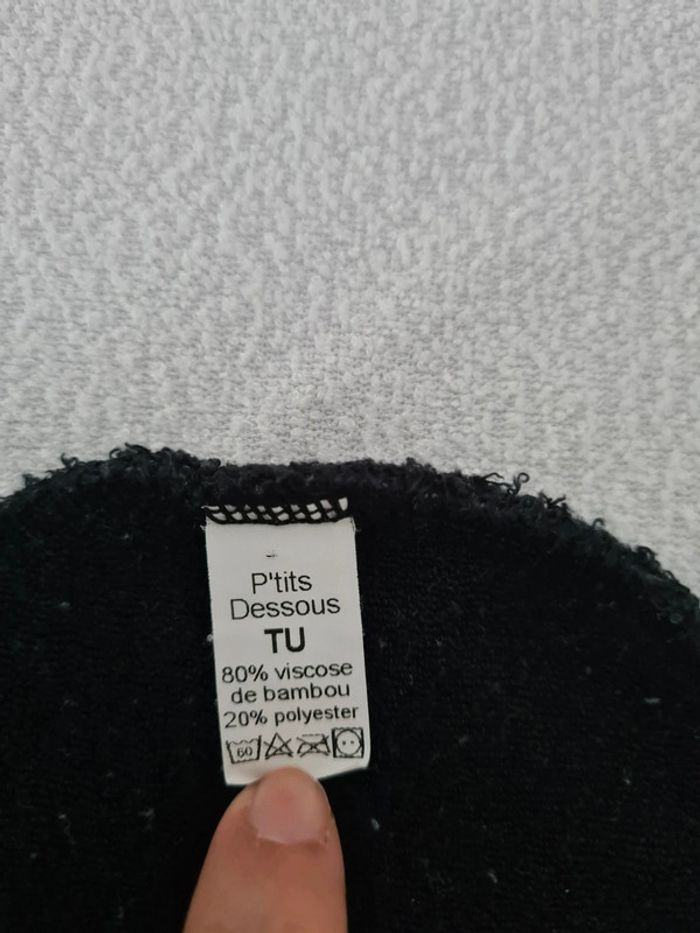 P'tits
Dessous
TU
80% viscose
de bambou
20% polyester
60